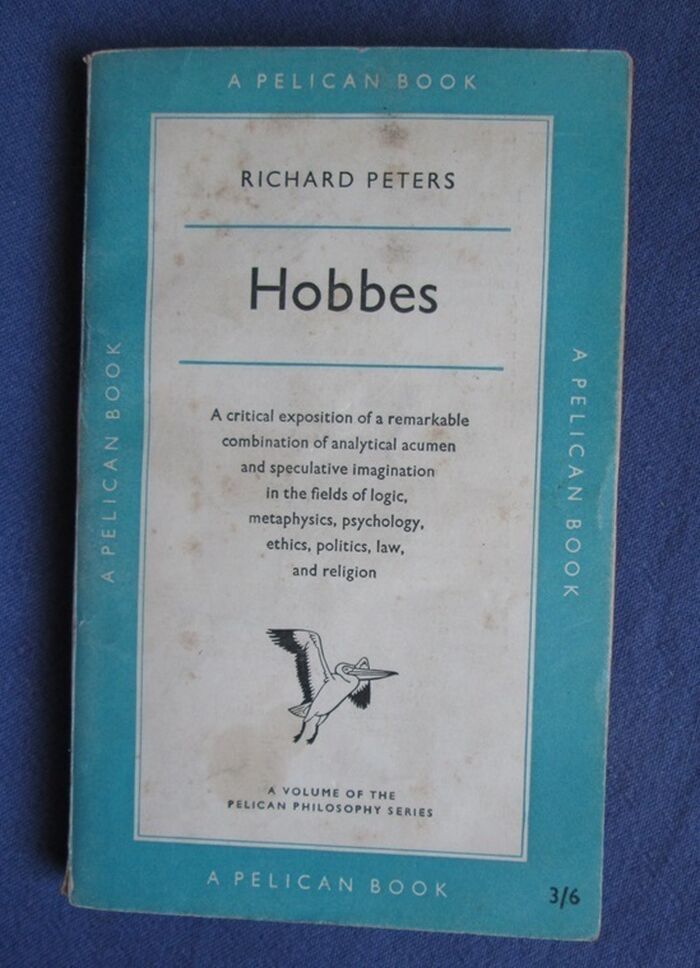 A PELICAN BOOK
RICHARD PETERS
Hobbes
A critical exposition of a remarkable
combination of analytical acumen
and speculative imagination
in the fields of logic,
metaphysics, psychology,
ethics, politics, law,
and religion
A PELICAN BOOK
A PELICAN BOOK
A VOLUME OF THE
PELICAN PHILOSOPHY SERIES
A PELICAN BOOK
3/6